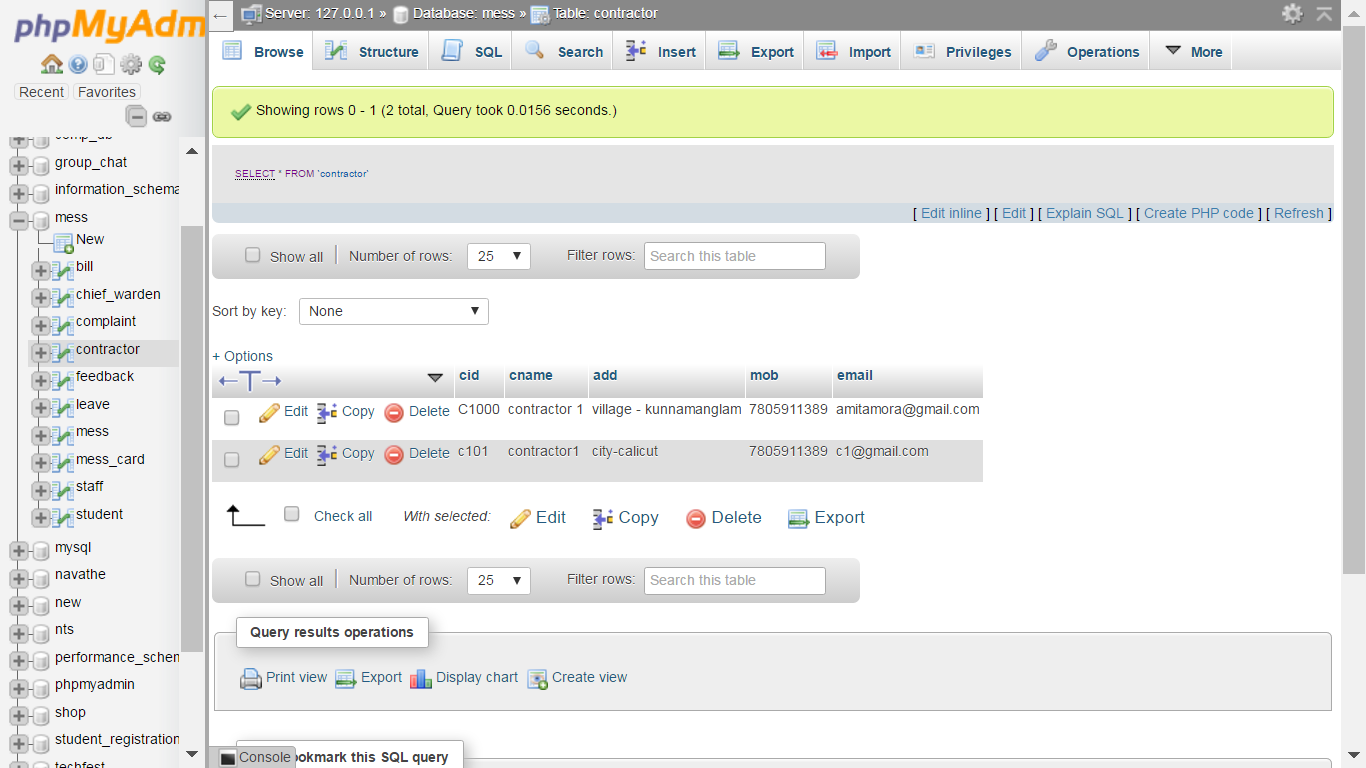 phpMyAdm
Recent Favorites
comp_db
group_chat
information_schema
mess
New
bill
chief_warden
complaint
contractor
feedback
leave
mess
mess_card
staff
student
mysql
navathe
new
nts
performance_schem
phpmyadmin
shop
student_registration
techfest
← Server: 127.0.0.1 » Database: mess » Table: contractor
Browse Structure SQL Search Insert Export Import Privileges Operations More
Showing rows 0 - 1 (2 total, Query took 0.0156 seconds.)
SELECT * FROM `contractor`
[ Edit inline ] [ Edit ] [ Explain SQL ] [ Create PHP code ] [ Refresh ]
Show all Number of rows: 25 Filter rows: Search this table
Sort by key: None
+ Options
←T→ cid cname add mob email
Edit Copy Delete C1000 contractor 1 village - kunnamanglam 7805911389 amitamora@gmail.com
Edit Copy Delete c101 contractor1 city-calicut 7805911389 c1@gmail.com
Check all With selected: Edit Copy Delete Export
Show all Number of rows: 25 Filter rows: Search this table
Query results operations
Print view Export Display chart Create view
Console ookmark this SQL query